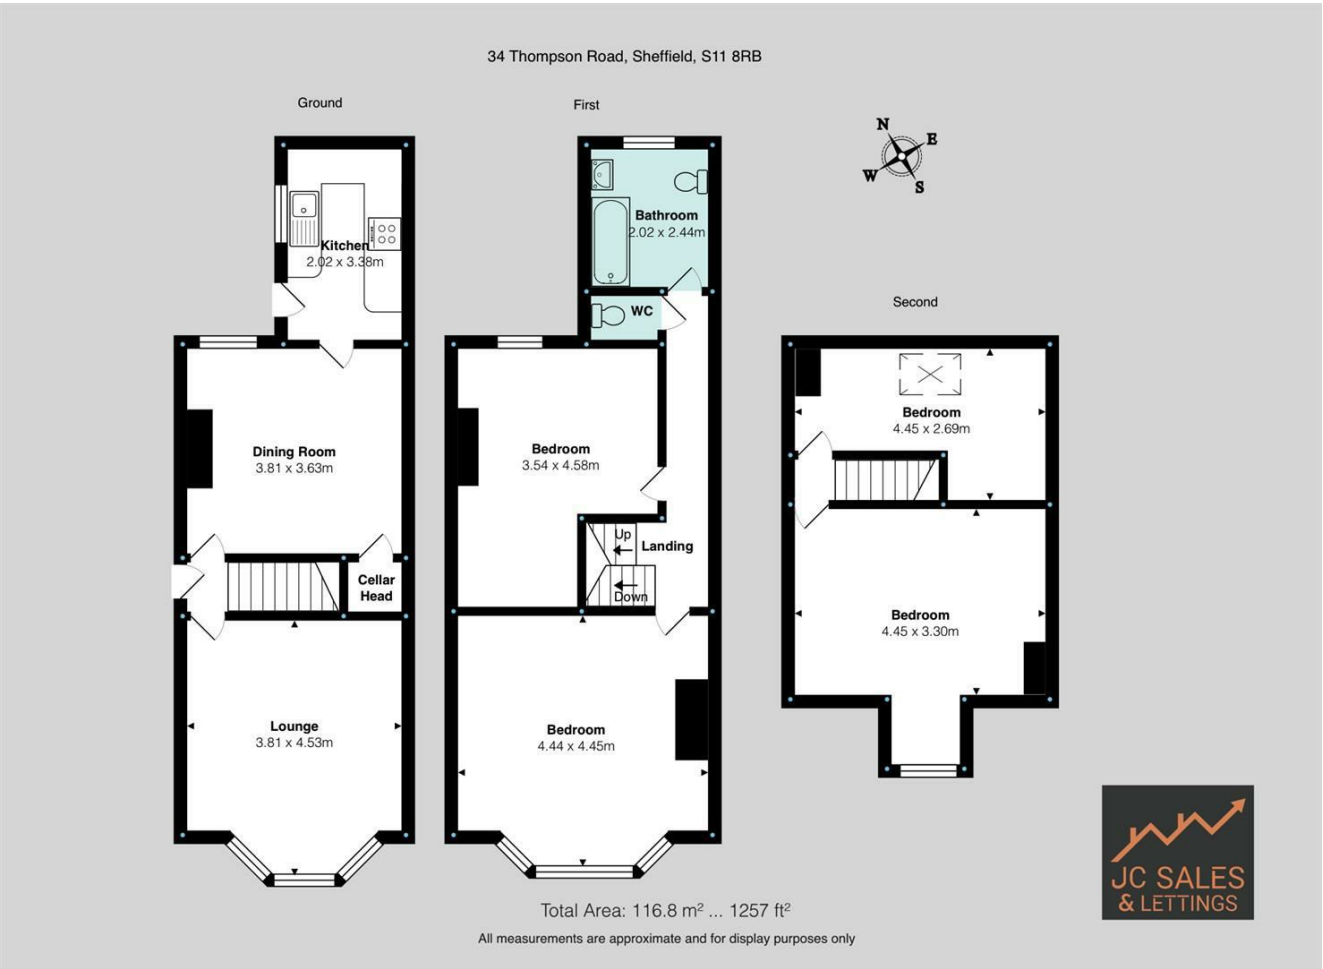 34 Thompson Road, Sheffield, S11 8RB
Ground
First
N
E
W
S
Kitchen
2.02 x 3.38m
Bathroom
2.02 x 2.44m
WC
Second
Dining Room
3.81 x 3.63m
Bedroom
3.54 x 4.58m
Bedroom
4.45 x 2.69m
Up
Landing
Down
Cellar
Head
Bedroom
4.45 x 3.30m
Lounge
3.81 x 4.53m
Bedroom
4.44 x 4.45m
JC SALES
& LETTINGS
Total Area: 116.8 m² ... 1257 ft²
All measurements are approximate and for display purposes only